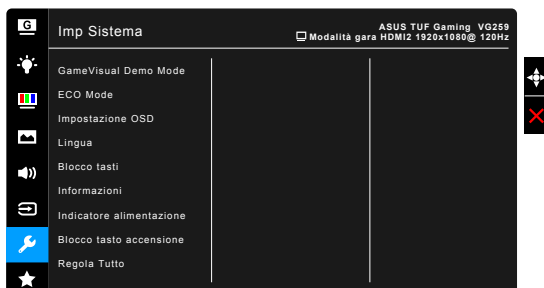 G
Imp Sistema
ASUS TUF Gaming VG259
Modalità gara HDMI2 1920x1080@ 120Hz
GameVisual Demo Mode
ECO Mode
Impostazione OSD
Lingua
Blocco tasti
Informazioni
Indicatore alimentazione
Blocco tasto accensione
Regola Tutto